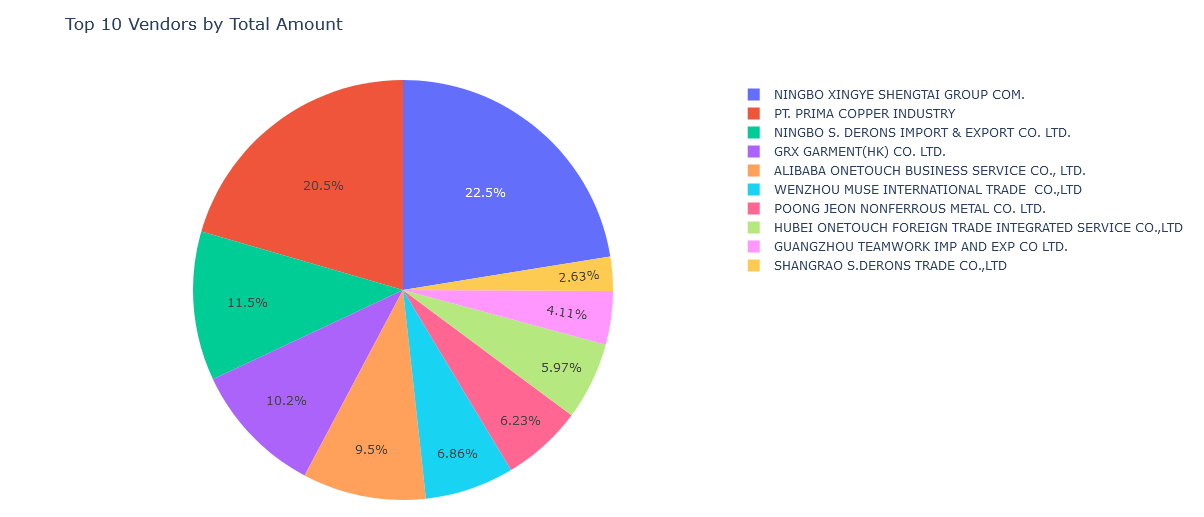 Top 10 Vendors by Total Amount
NINGBO XINGYE SHENGTAI GROUP COM.
PT. PRIMA COPPER INDUSTRY
NINGBO S. DERONS IMPORT & EXPORT CO. LTD.
GRX GARMENT(HK) CO. LTD.
ALIBABA ONETOUCH BUSINESS SERVICE CO., LTD.
WENZHOU MUSE INTERNATIONAL TRADE  CO.,LTD
POONG JEON NONFERROUS METAL CO. LTD.
HUBEI ONETOUCH FOREIGN TRADE INTEGRATED SERVICE CO.,LTD
GUANGZHOU TEAMWORK IMP AND EXP CO LTD.
SHANGRAO S.DERONS TRADE CO.,LTD
22.5%
20.5%
11.5%
10.2%
9.5%
6.86%
6.23%
5.97%
4.11%
2.63%